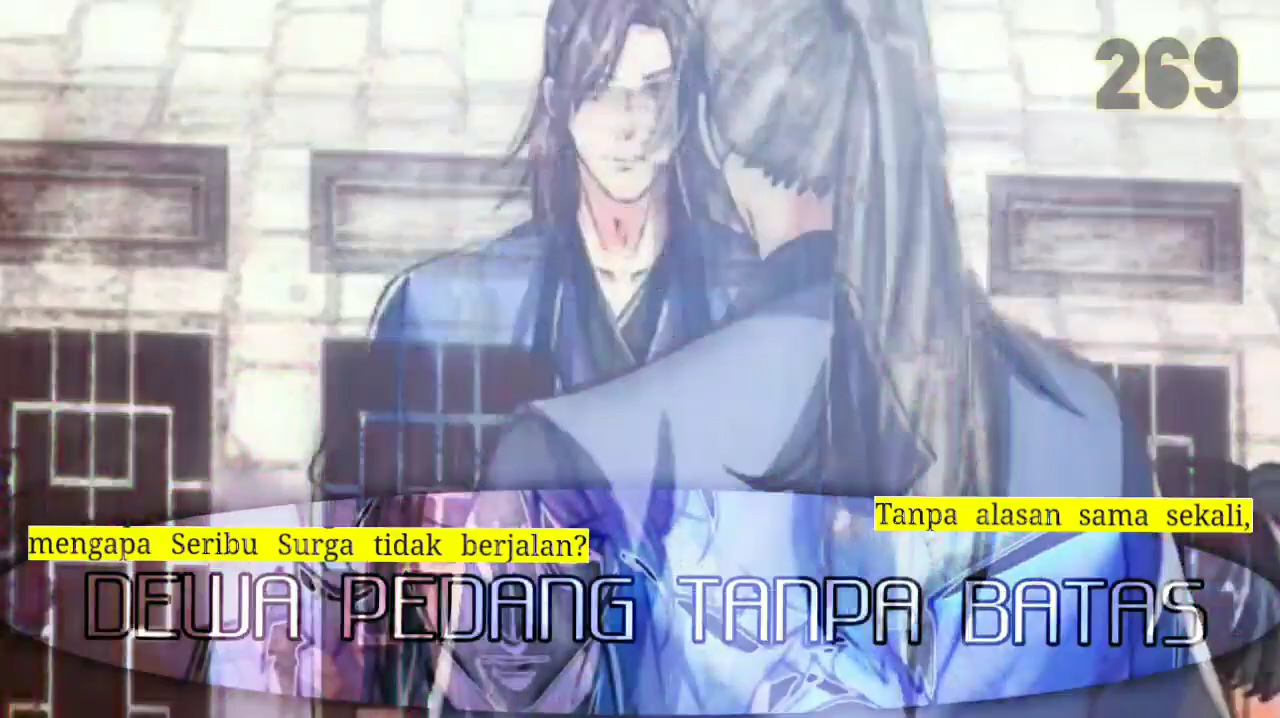 269
Tanpa alasan sama sekali,
mengapa Seribu Surga tidak berjalan?
DEWA PEDANG TANPA BATAS